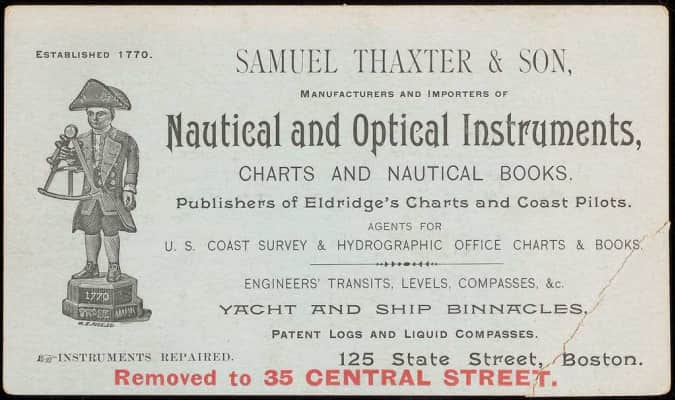 ESTABLISHED 1770.
SAMUEL THAXTER & SON,
MANUFACTURERS AND IMPORTERS OF
Nautical and Optical Instruments,
CHARTS AND NAUTICAL BOOKS.
Publishers of Eldridge's Charts and Coast Pilots.
AGENTS FOR
U. S. COAST SURVEY & HYDROGRAPHIC OFFICE CHARTS & BOOKS.
ENGINEERS' TRANSITS, LEVELS, COMPASSES, &c.
YACHT AND SHIP BINNACLES,
PATENT LOGS AND LIQUID COMPASSES.
1770
TRADE MARK
INSTRUMENTS REPAIRED.
125 State Street, Boston.
Removed to 35 CENTRAL STREET.